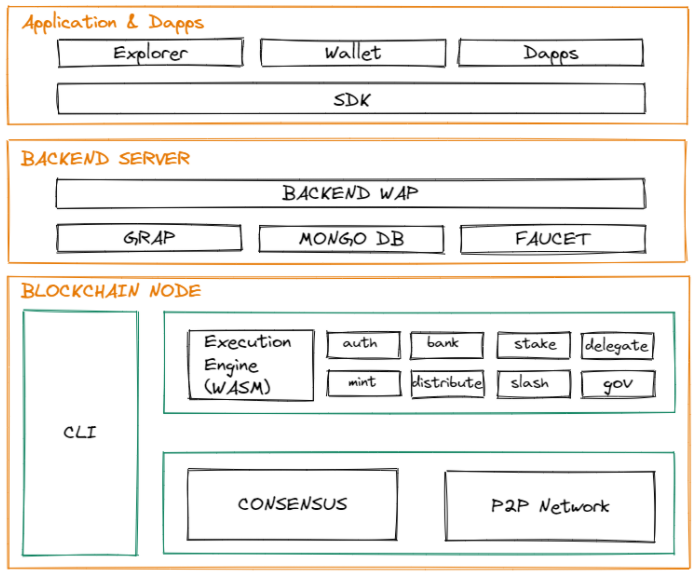 Application & Dapps
Explorer
Wallet
Dapps
SDK
BACKEND SERVER
BACKEND WAP
GRAP
MONGO DB
FAUCET
BLOCKCHAIN NODE
CLI
Execution
Engine
(WASM)
auth
bank
stake
delegate
mint
distribute
slash
gov
CONSENSUS
P2P Network